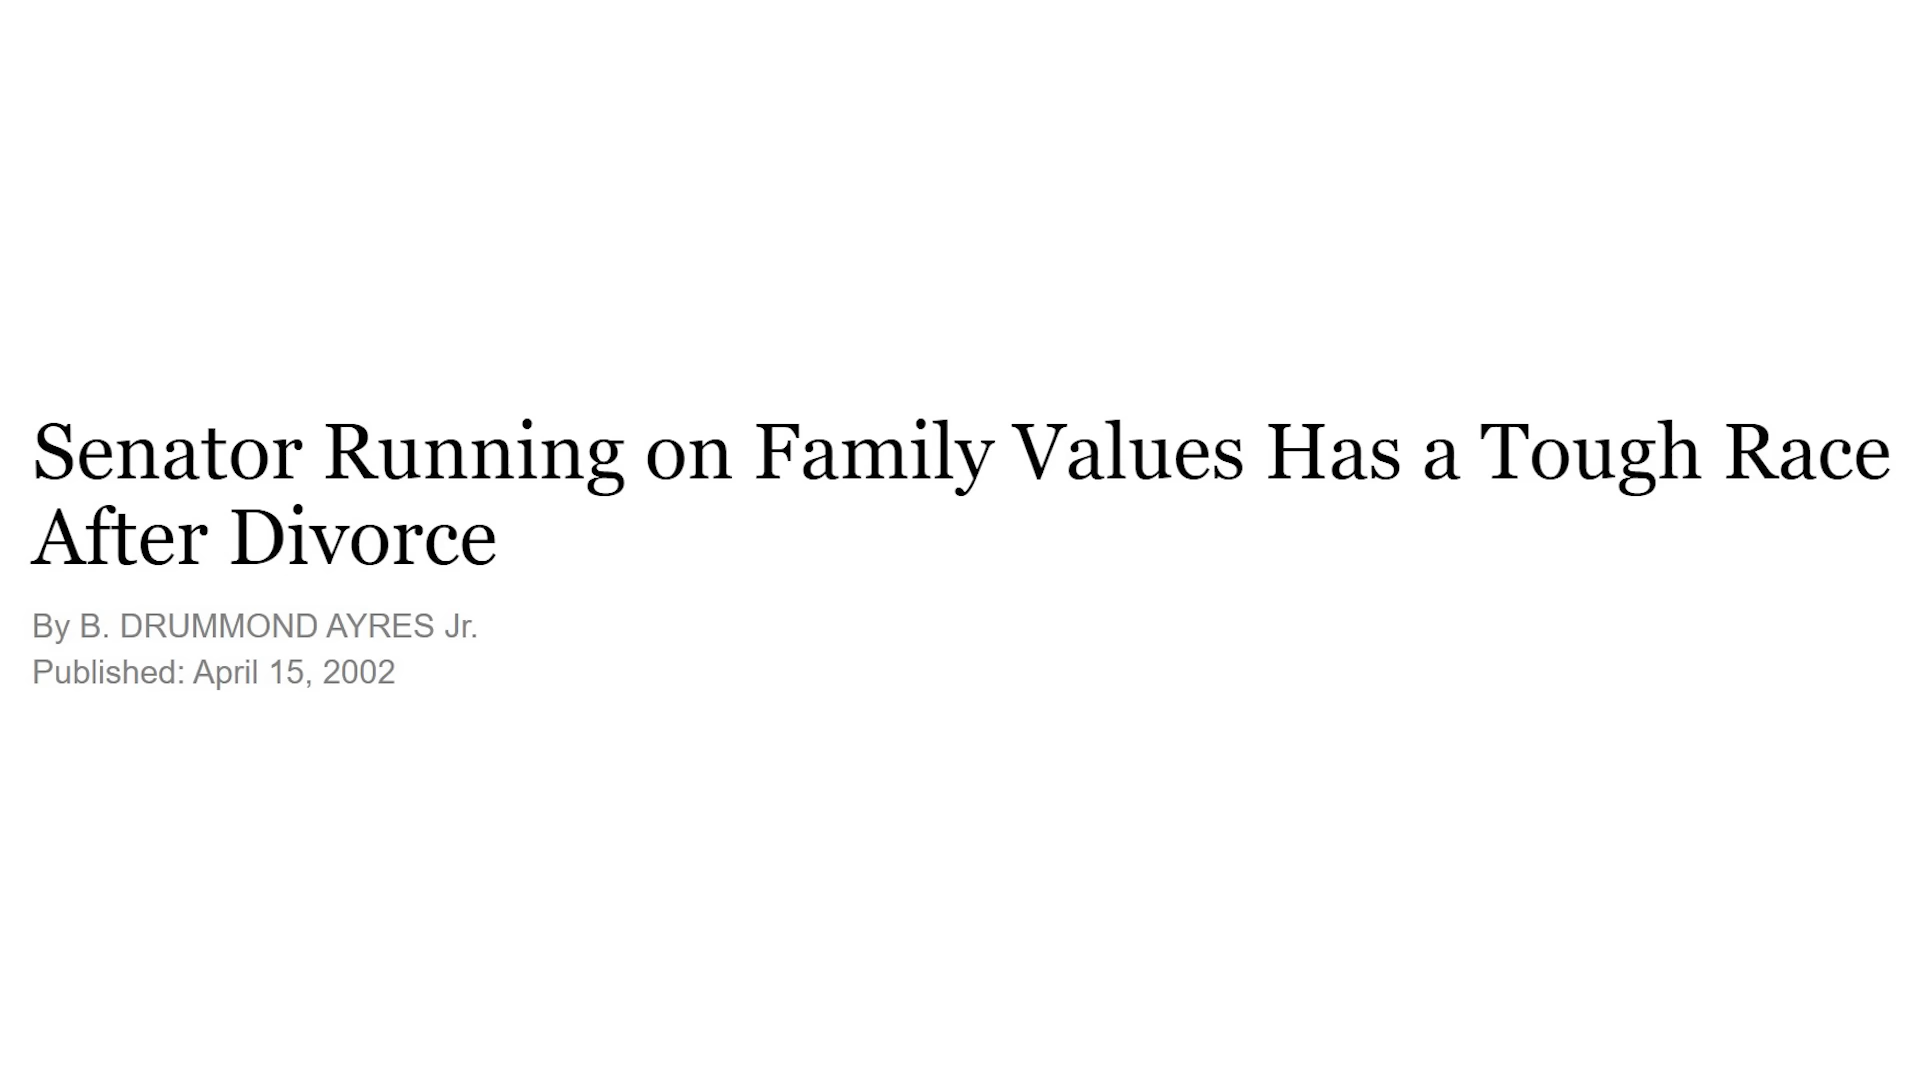 Senator Running on Family Values Has a Tough Race
After Divorce
By B. DRUMMOND AYRES Jr.
Published: April 15, 2002